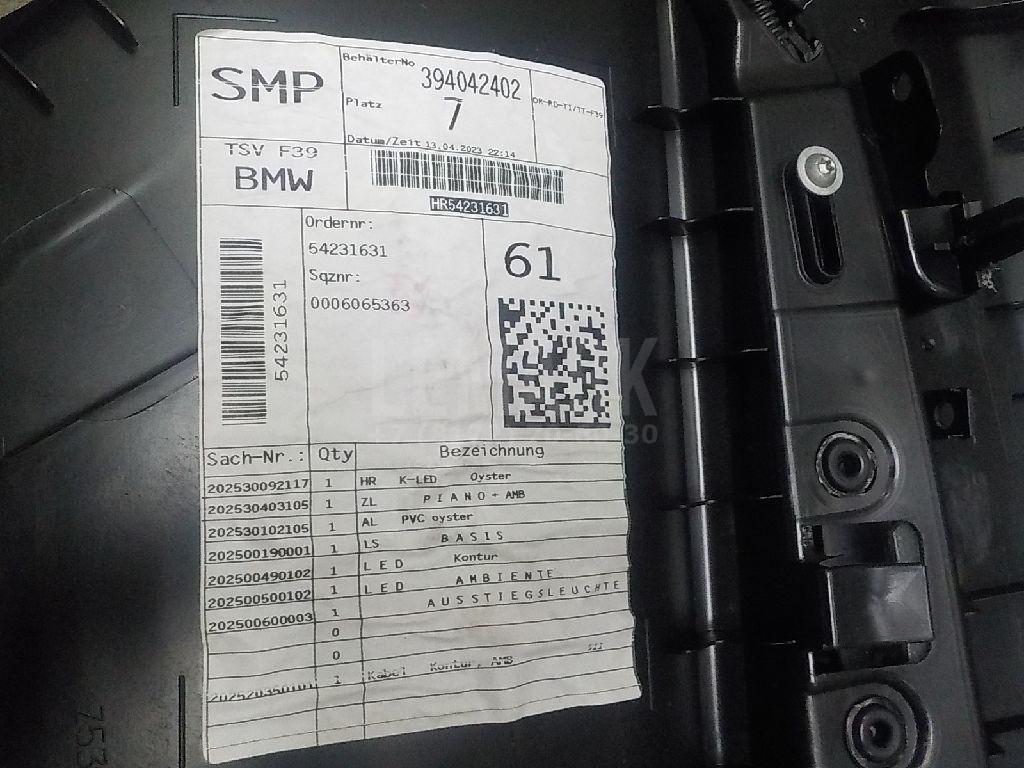 SMP
BehälterNo
394042402
Platz
7
Datum/Zeit 13.04.2023 22:14
TSV F39
BMW
HR54231631
Ordernr:
54231631
Sqznr:
0006065363
61
54231631
Sach-Nr.: Qty Bezeichnung
202530092117 1 HR K-LED Oyster
202530403105 1 ZL PIANO- AMB
202530102105 1 AL PVC oyster
202500190001 1 LS BASIS
202500490102 1 LED Kontur
202500500102 1 LED AMBIENTE
202500600003 1 AUSSTIEGSLEUCHTE
0
0
1 Kabel Kontur, AMB
753